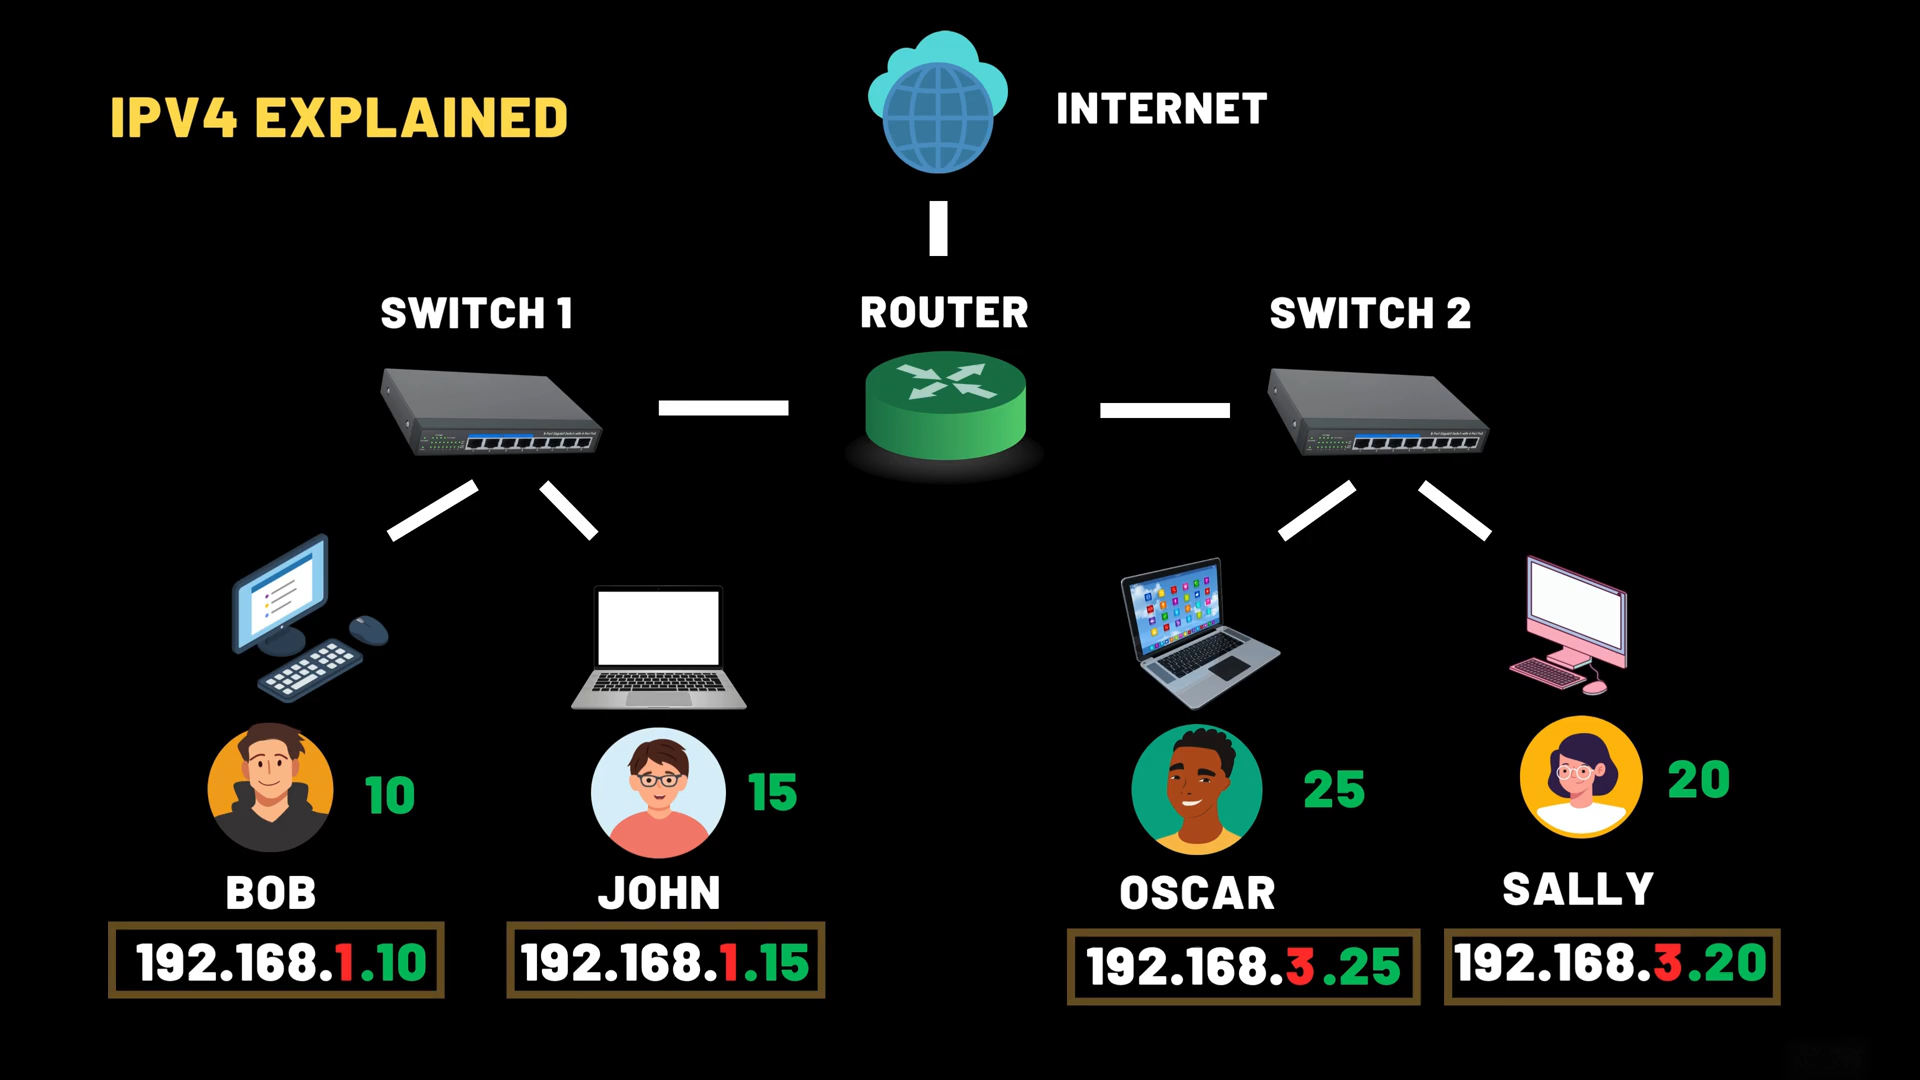 IPV4 EXPLAINED
INTERNET
SWITCH 1
ROUTER
SWITCH 2
10
15
25
20
BOB
JOHN
OSCAR
SALLY
192.168.1.10
192.168.1.15
192.168.3.25
192.168.3.20